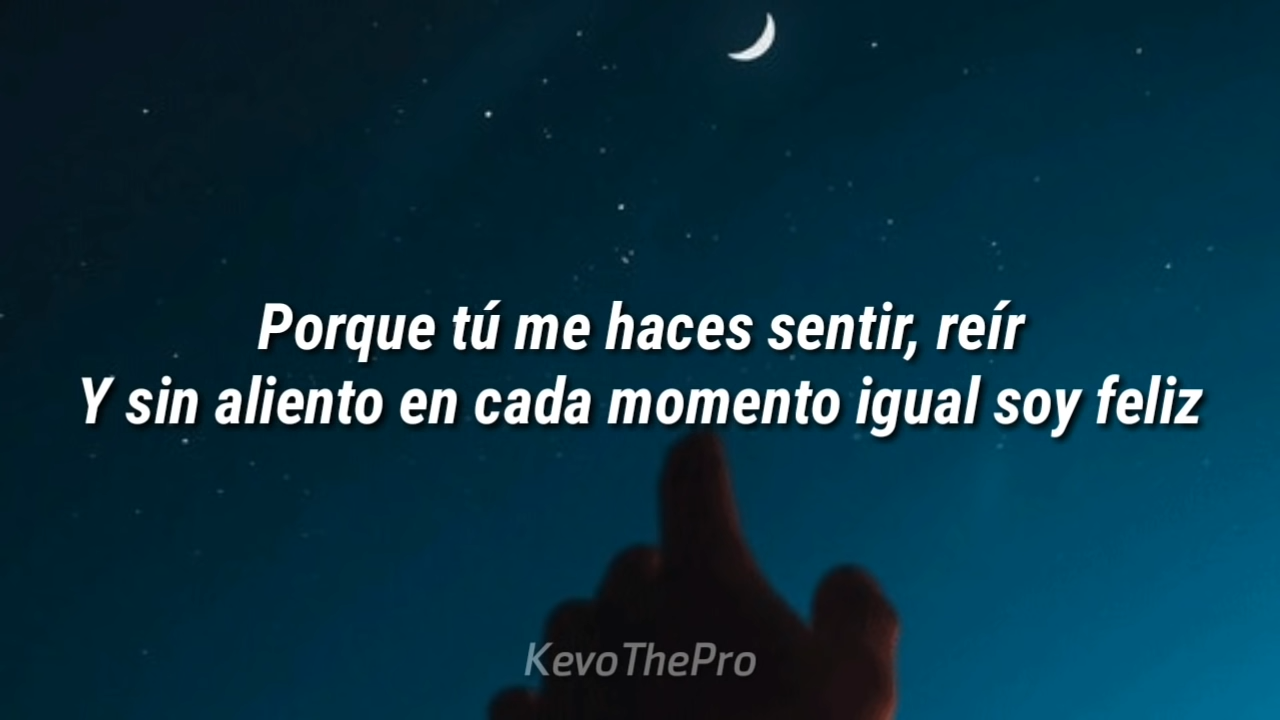 Porque tú me haces sentir, reír
Y sin aliento en cada momento igual soy feliz
KevoThePro